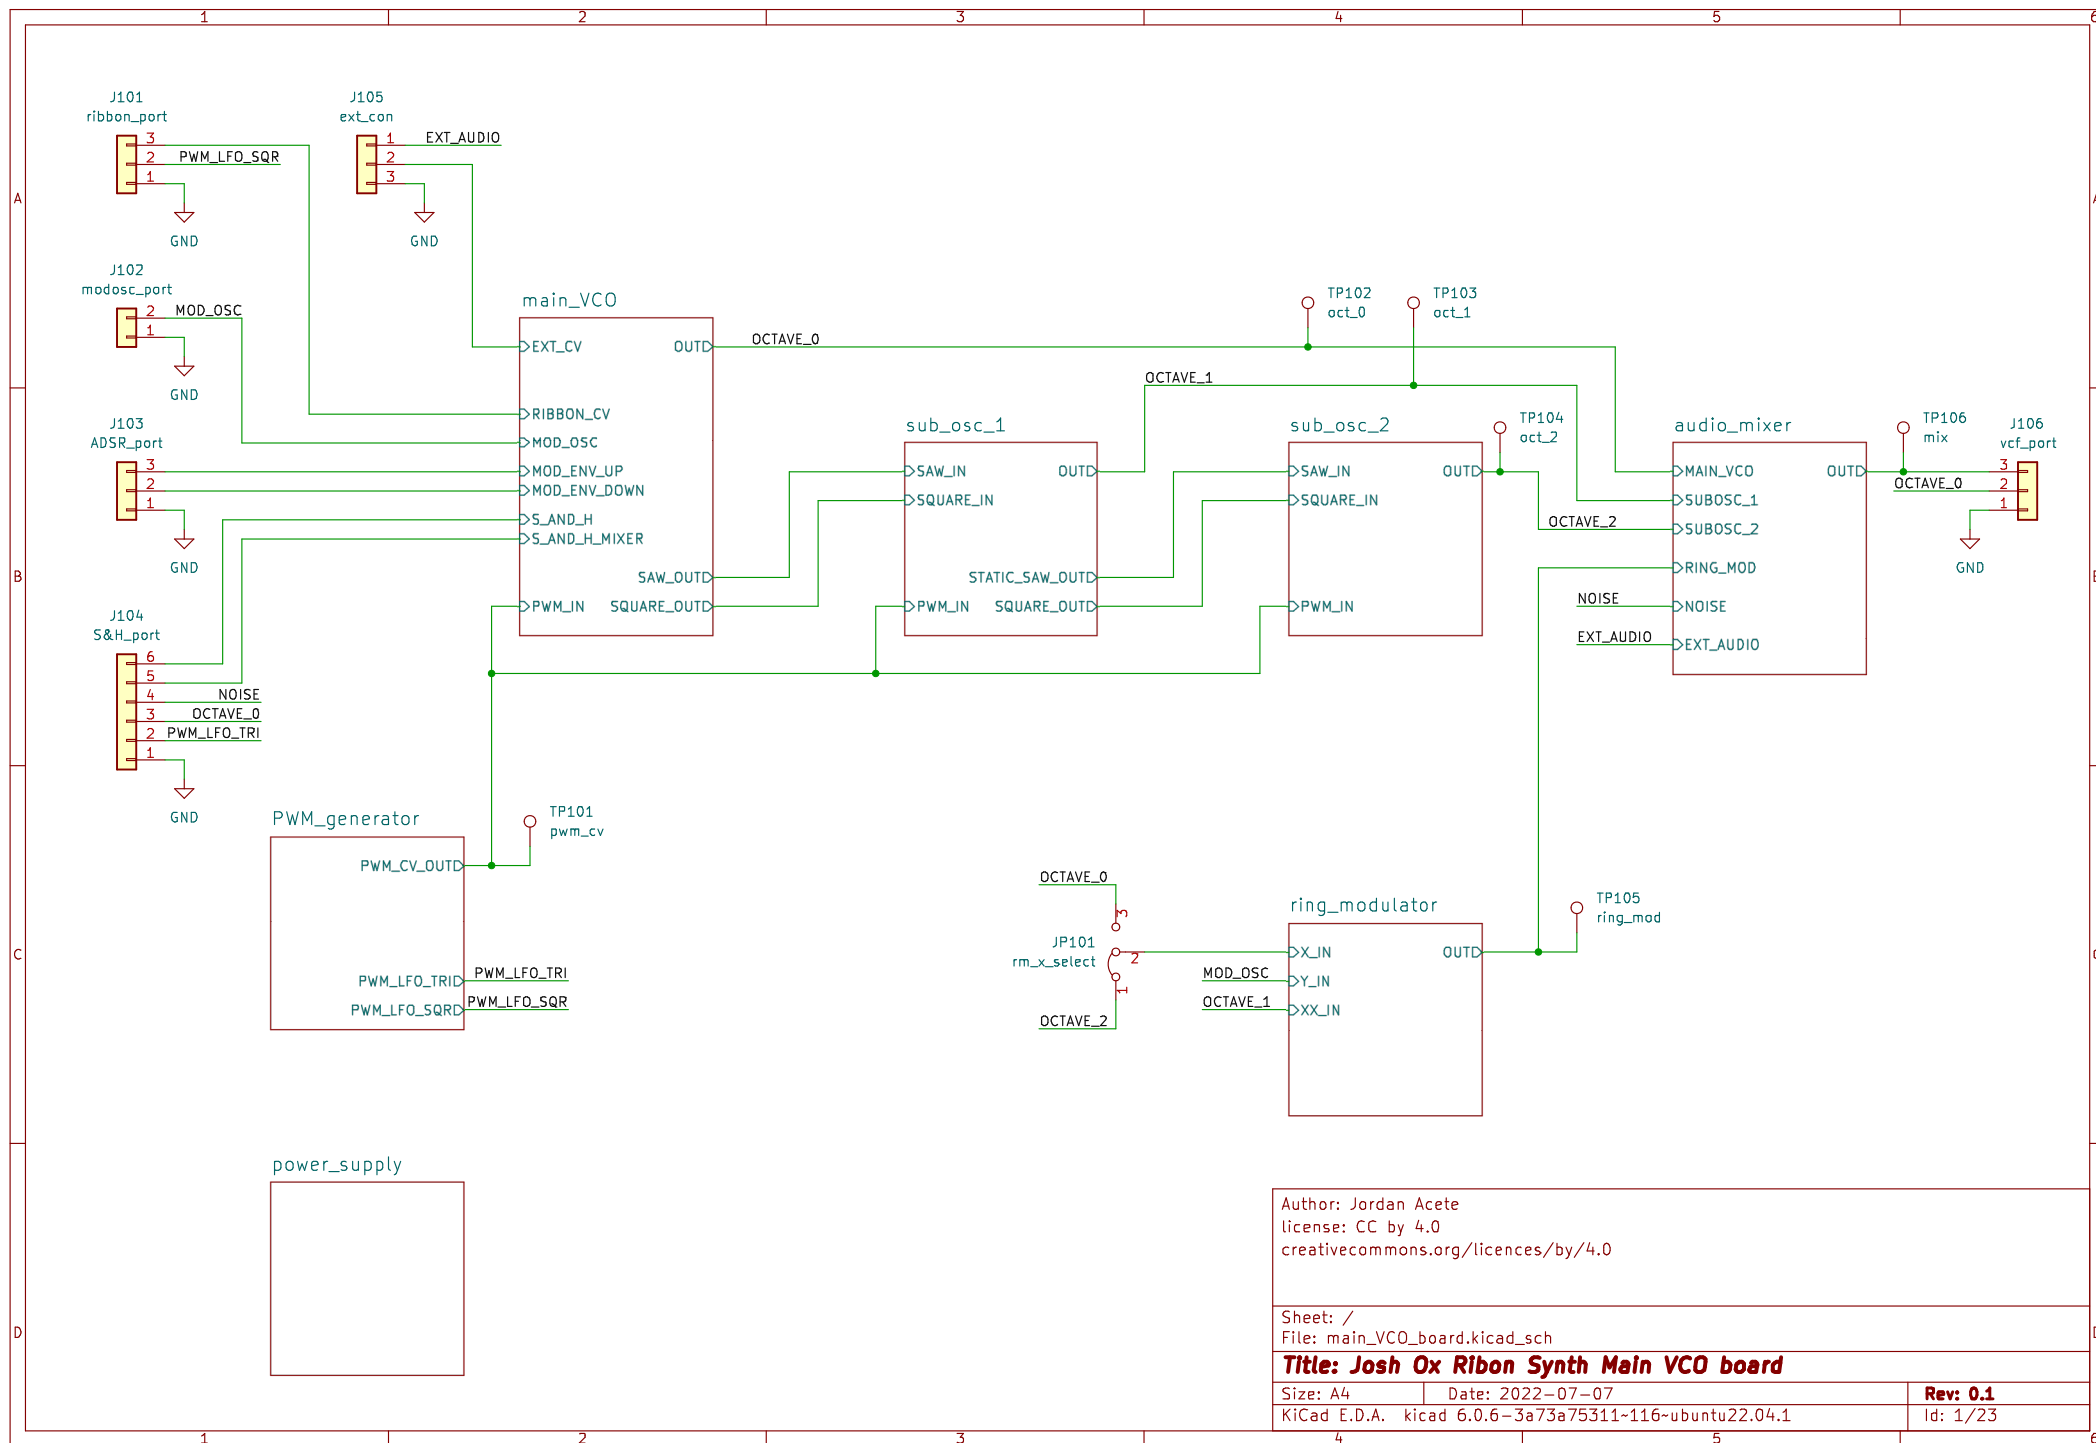 1 2 3 4 5 6
J101
ribbon_port
3
2 PWM_LFO_SQR
1
GND
J105
ext_con
1 EXT_AUDIO
2
3
GND
A
J102
modosc_port
2 MOD_OSC
1
GND
J103
ADSR_port
3
2
1
GND
B
J104
S&H_port
6
5
4 NOISE
3 OCTAVE_0
2 PWM_LFO_TRI
1
GND
main_VCO
EXT_CV OUT
RIBBON_CV
MOD_OSC
MOD_ENV_UP
MOD_ENV_DOWN
S_AND_H
S_AND_H_MIXER
SAW_OUT
PWM_IN SQUARE_OUT
OCTAVE_0
TP102
oct_0
TP103
oct_1
OCTAVE_1
sub_osc_1
SAW_IN OUT
SQUARE_IN
STATIC_SAW_OUT
PWM_IN SQUARE_OUT
sub_osc_2
SAW_IN OUT
SQUARE_IN
PWM_IN
TP104
oct_2
OCTAVE_2
NOISE
EXT_AUDIO
audio_mixer
MAIN_VCO OUT
SUBOSC_1
SUBOSC_2
RING_MOD
NOISE
EXT_AUDIO
TP106
mix
J106
vcf_port
3
OCTAVE_0 2
1
GND
PWM_generator
PWM_CV_OUT
PWM_LFO_TRI
PWM_LFO_SQR
TP101
pwm_cv
PWM_LFO_TRI
PWM_LFO_SQR
C
OCTAVE_0
3
JP101
rm_x_select
2
1
OCTAVE_2
MOD_OSC
OCTAVE_1
ring_modulator
X_IN OUT
Y_IN
XX_IN
TP105
ring_mod
power_supply
D
Author: Jordan Acete
license: CC by 4.0
creativecommons.org/licences/by/4.0
Sheet: /
File: main_VCO_board.kicad_sch
Title: Josh Ox Ribon Synth Main VCO board
Size: A4 Date: 2022-07-07 Rev: 0.1
KiCad E.D.A. kicad 6.0.6-3a73a75311~116~ubuntu22.04.1 Id: 1/23
1 2 3 4 5 6